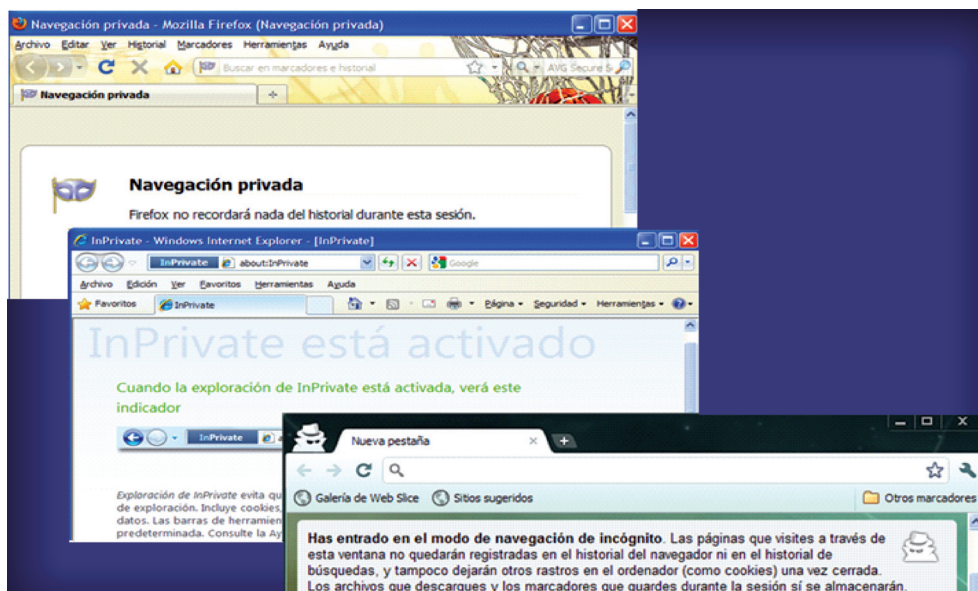 Navegación privada - Mozilla Firefox (Navegación privada)
Archivo Editar Ver Historial Marcadores Herramientas Ayuda
Buscar en marcadores e historial
AVG Secure S
Navegación privada
Navegación privada
Firefox no recordará nada del historial durante esta sesión.
InPrivate - Windows Internet Explorer - [InPrivate]
InPrivate about:InPrivate Google
Archivo Edición Ver Favoritos Herramientas Ayuda
Favoritos InPrivate Página Seguridad Herramientas
InPrivate está activado
Cuando la exploración de InPrivate está activada, verá este
indicador
InPrivate
Exploración de InPrivate evita qu
de exploración. Incluye cookies,
datos. Las barras de herramien
predeterminada. Consulte la Ay
Nueva pestaña
Galería de Web Slice Sitios sugeridos Otros marcadores
Has entrado en el modo de navegación de incógnito. Las páginas que visites a través de
esta ventana no quedarán registradas en el historial del navegador ni en el historial de
búsquedas, y tampoco dejarán otros rastros en el ordenador (como cookies) una vez cerrada.
Los archivos que descargues y los marcadores que guardes durante la sesión sí se almacenarán.